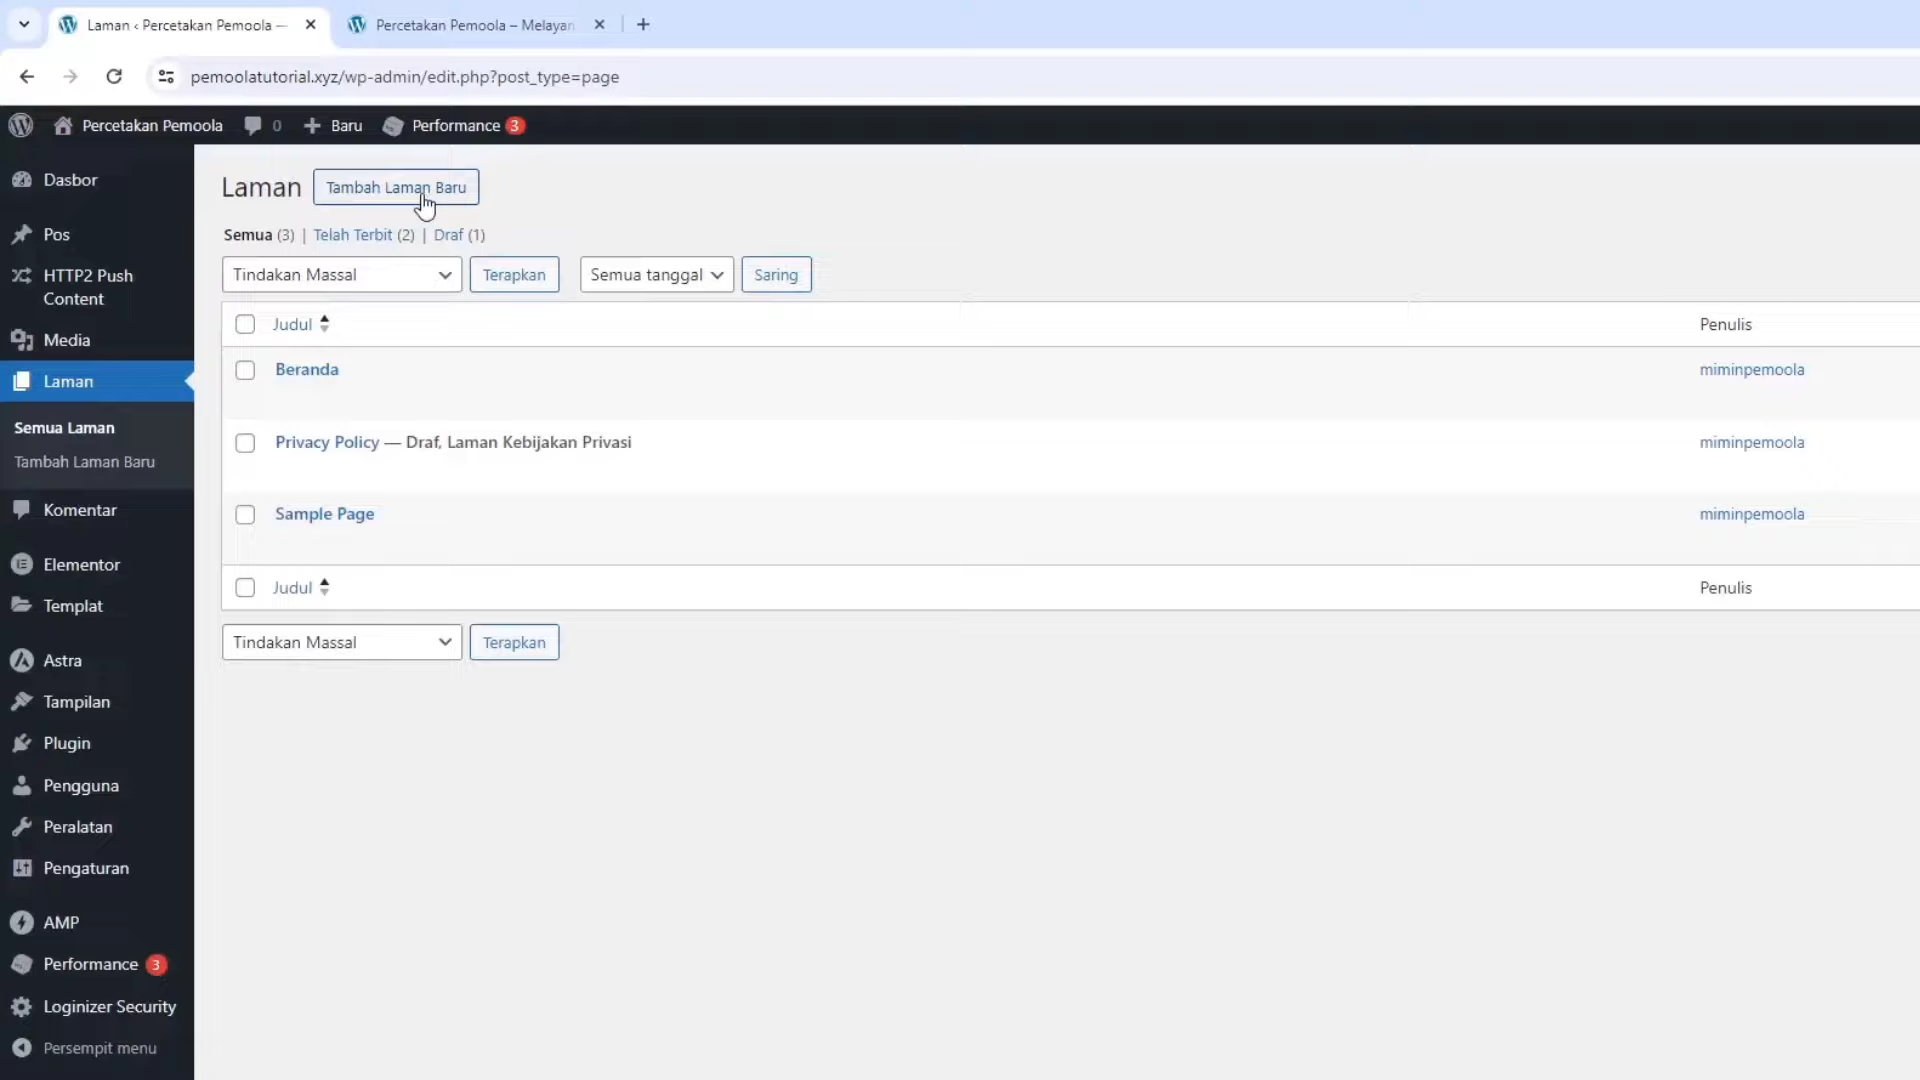 Laman ‹ Percetakan Pemoola —
Percetakan Pemoola – Melayan
pemoolatutorial.xyz/wp-admin/edit.php?post_type=page
Percetakan Pemoola 0 Baru Performance 3
Dasbor
Pos
HTTP2 Push
Content
Media
Laman
Semua Laman
Tambah Laman Baru
Komentar
Elementor
Templat
Astra
Tampilan
Plugin
Pengguna
Peralatan
Pengaturan
AMP
Performance 3
Loginizer Security
Persempit menu
Laman Tambah Laman Baru
Semua (3) | Telah Terbit (2) | Draf (1)
Tindakan Massal Terapkan Semua tanggal Saring
Judul Penulis
Beranda miminpemoola
Privacy Policy — Draf, Laman Kebijakan Privasi miminpemoola
Sample Page miminpemoola
Judul Penulis
Tindakan Massal Terapkan